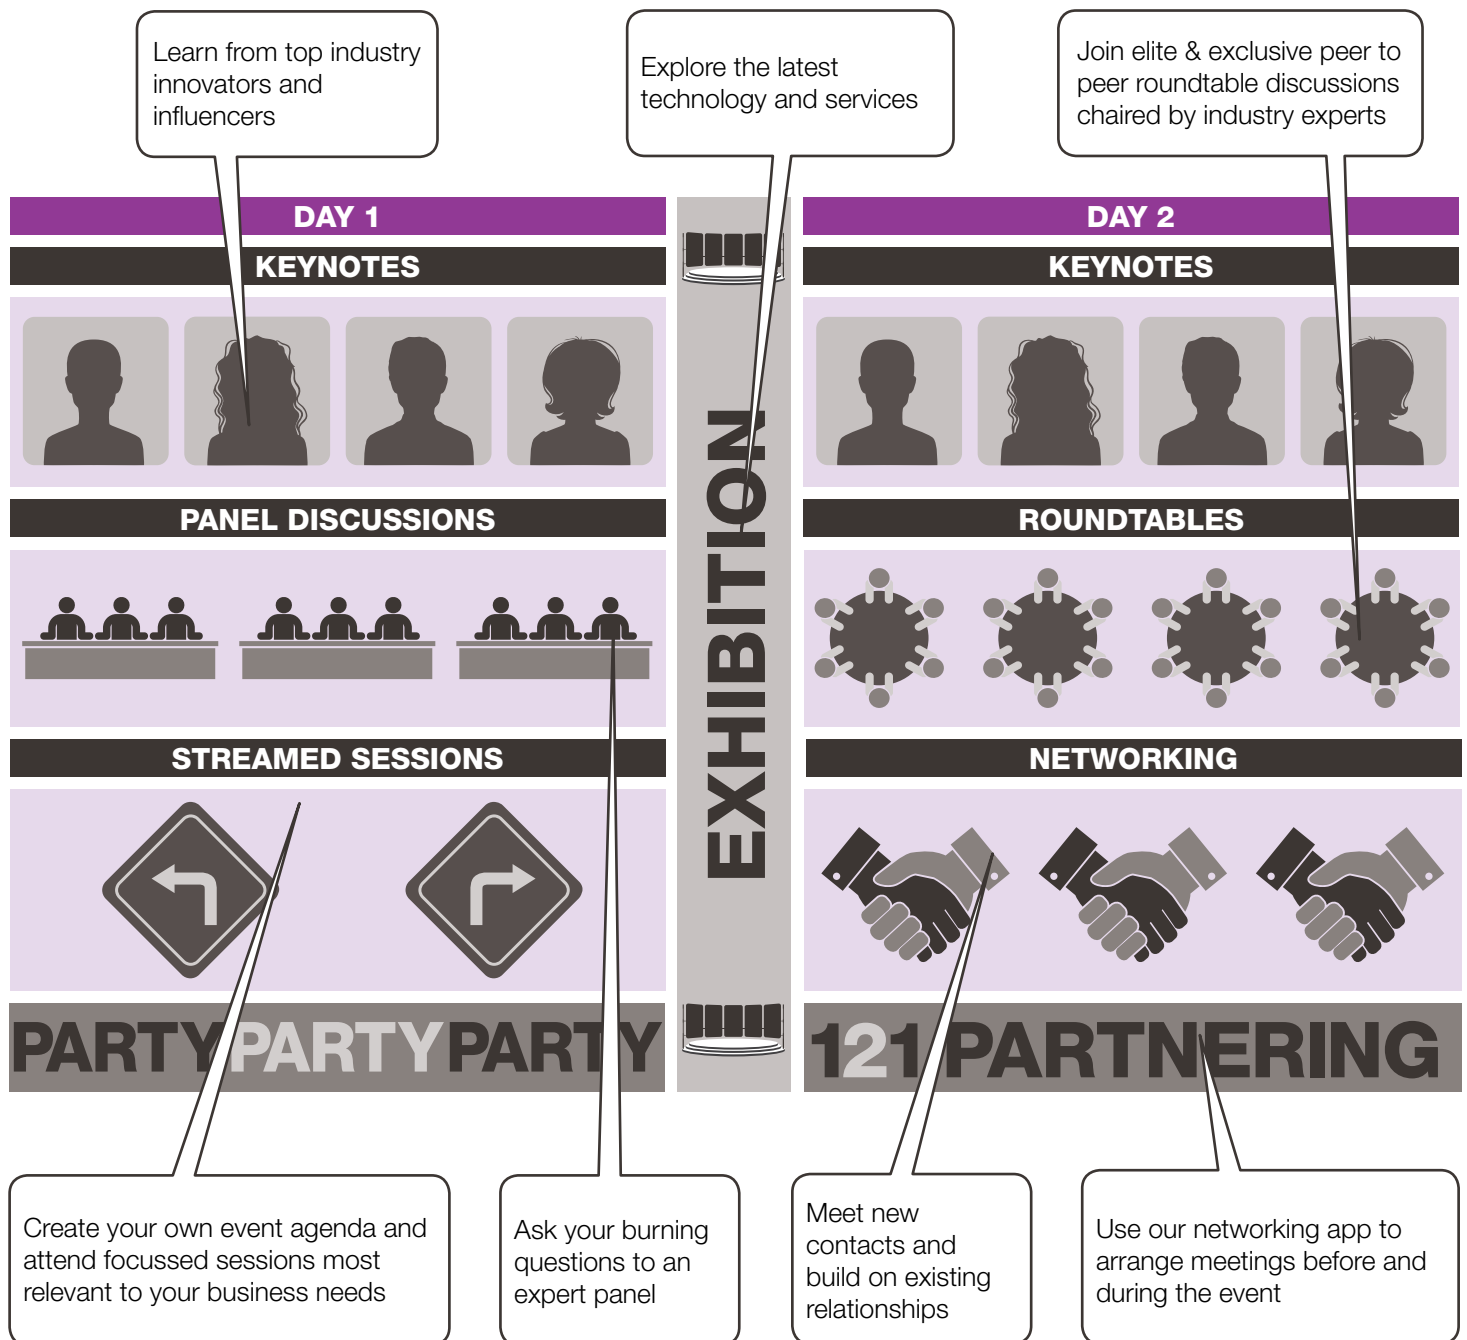 Learn from top industry
innovators and
influencers
Explore the latest
technology and services
Join elite & exclusive peer to
peer roundtable discussions
chaired by industry experts
DAY 1
KEYNOTES
PANEL DISCUSSIONS
STREAMED SESSIONS
PARTYPARTYPARTY
EXHIBITION
DAY 2
KEYNOTES
ROUNDTABLES
NETWORKING
121 PARTNERING
Create your own event agenda and
attend focussed sessions most
relevant to your business needs
Ask your burning
questions to an
expert panel
Meet new
contacts and
build on existing
relationships
Use our networking app to
arrange meetings before and
during the event